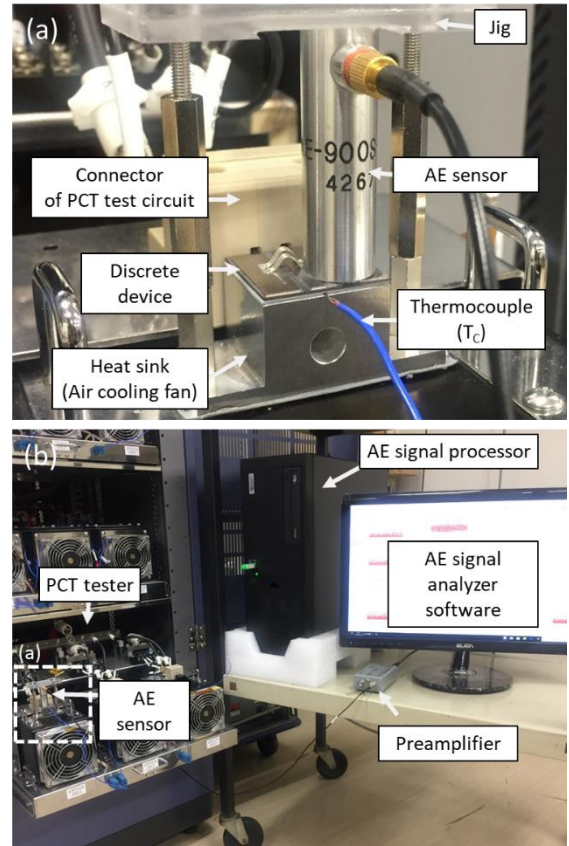 (a)
Jig
E-900S
4267
AE sensor
Connector
of PCT test circuit
Discrete
device
Thermocouple
(T_C)
Heat sink
(Air cooling fan)
(b)
AE signal processor
PCT tester
AE signal
analyzer
software
(a)
AE
sensor
Preamplifier